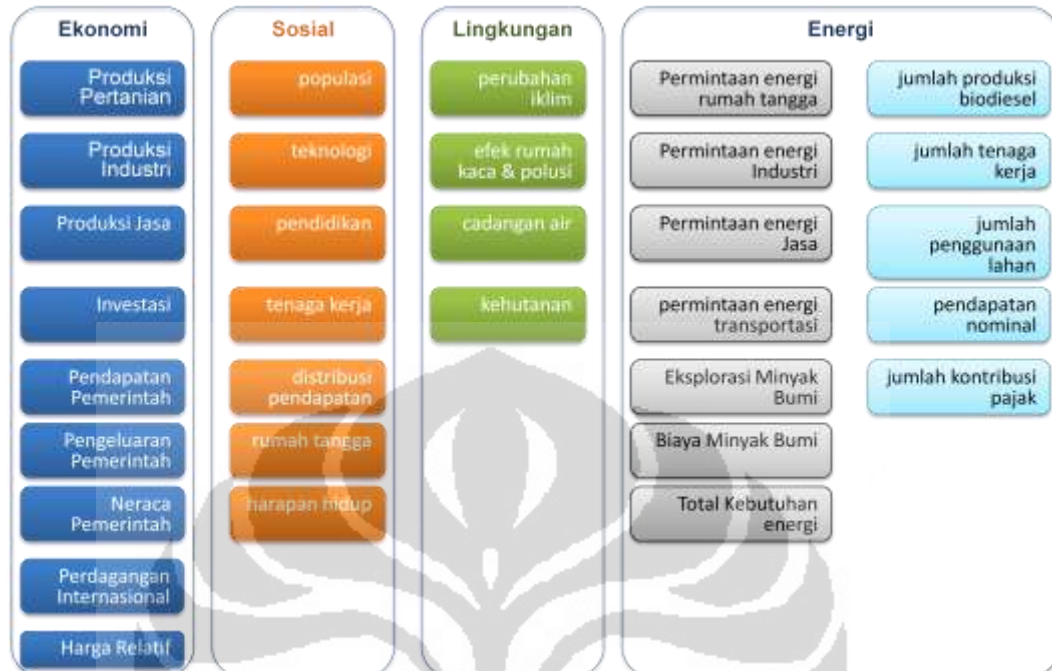 Ekonomi
Produksi
Pertanian
Produksi
Industri
Produksi Jasa
Investasi
Pendapatan
Pemerintah
Pengeluaran
Pemerintah
Neraca
Pemerintah
Perdagangan
Internasional
Harga Relatif
Sosial
populasi
teknologi
pendidikan
tenaga kerja
distribusi
pendapatan
rumah tangga
harapan hidup
Lingkungan
perubahan
iklim
efek rumah
kaca & polusi
cadangan air
kehutanan
Energi
Permintaan energi
rumah tangga
Permintaan energi
Industri
Permintaan energi
Jasa
permintaan energi
transportasi
Eksplorasi Minyak
Bumi
Biaya Minyak Bumi
Total Kebutuhan
energi
jumlah produksi
biodiesel
jumlah tenaga
kerja
jumlah
penggunaan
lahan
pendapatan
nominal
jumlah kontribusi
pajak